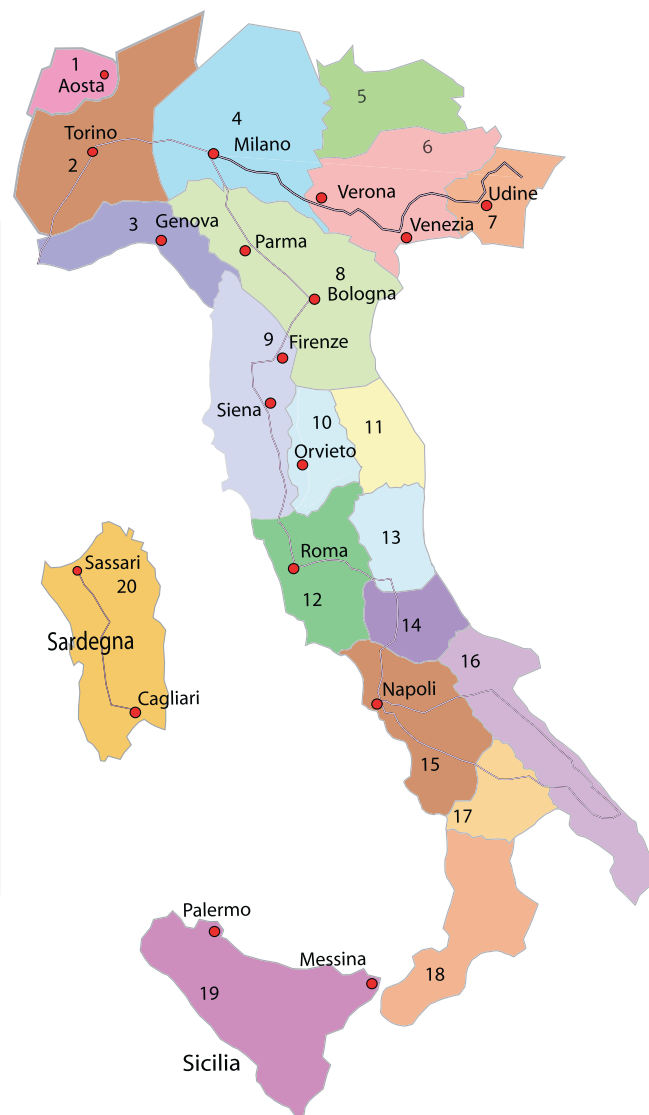 1
Aosta
4
5
Torino
2
Milano
6
Verona
Udine
7
3
Genova
Venezia
Parma
8
Bologna
9
Firenze
Siena
10
11
Orvieto
13
Roma
12
Sassari
20
Sardegna
Cagliari
14
16
Napoli
15
17
Palermo
Messina
18
19
Sicilia